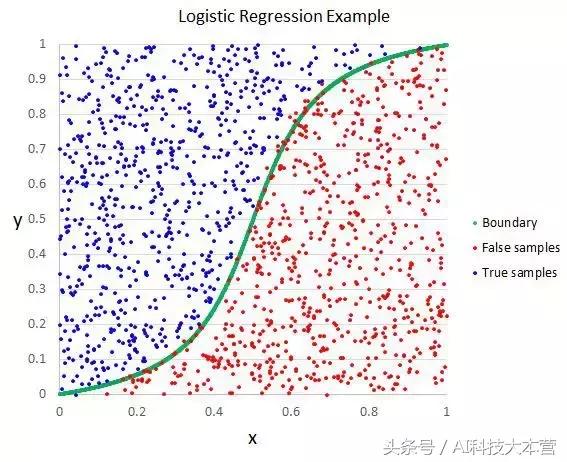 Logistic Regression Example
1
0.9
0.8
0.7
0.6
0.5
0.4
0.3
0.2
0.1
0
y
0 0.2 0.4 0.6 0.8 1
x
Boundary
False samples
True samples
头条号 / AI科技大本营